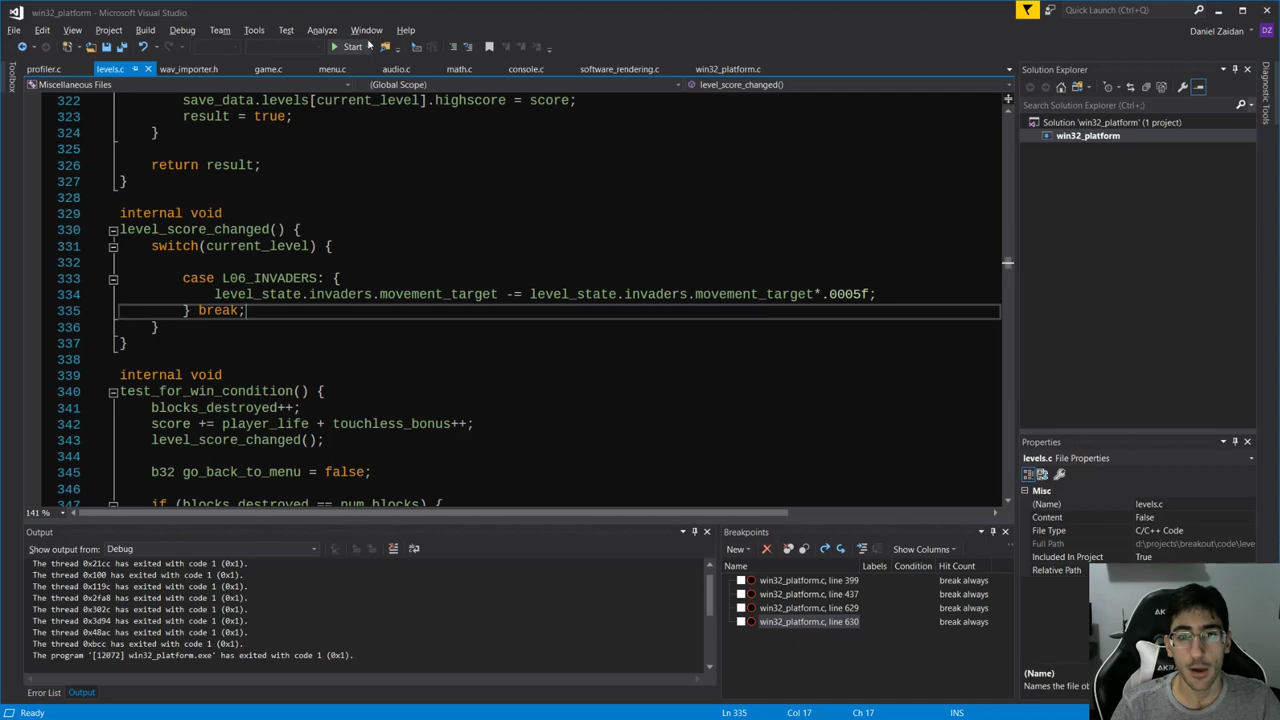 win32_platform - Microsoft Visual Studio
Quick Launch (Ctrl+;)
File Edit View Project Build Debug Team Tools Test Analyze Window Help
Daniel Zaidan DZ
Start
Toolbox
profiler.c levels.c wav_importer.h game.c menu.c audio.c math.c console.c software_rendering.c win32_platform.c
Miscellaneous Files (Global Scope) level_score_changed()
322 save_data.levels[current_level].highscore = score;
323 result = true;
324 }
325
326 return result;
327 }
328
329 internal void
330 level_score_changed() {
331 switch(current_level) {
332
333 case L06_INVADERS: {
334 level_state.invaders.movement_target -= level_state.invaders.movement_target*.0005f;
335 } break;
336 }
337 }
338
339 internal void
340 test_for_win_condition() {
341 blocks_destroyed++;
342 score += player_life + touchless_bonus++;
343 level_score_changed();
344
345 b32 go_back_to_menu = false;
346
347 if (blocks_destroyed == num_blocks) {
141 %
Solution Explorer
Search Solution Explorer (Ctrl+;)
Solution 'win32_platform' (1 project)
win32_platform
Diagnostic Tools
Properties
levels.c File Properties
Misc
(Name) levels.c
Content False
File Type C/C++ Code
Full Path d:\projects\breakout\code\leve
Included In Project True
Relative Path
(Name)
Names the file ob
Output
Show output from: Debug
The thread 0x21cc has exited with code 1 (0x1).
The thread 0x100 has exited with code 1 (0x1).
The thread 0x119c has exited with code 1 (0x1).
The thread 0x2fa8 has exited with code 1 (0x1).
The thread 0x302c has exited with code 1 (0x1).
The thread 0x3d94 has exited with code 1 (0x1).
The thread 0x48ac has exited with code 1 (0x1).
The thread 0xbcc has exited with code 1 (0x1).
The program '[12072] win32_platform.exe' has exited with code 1 (0x1).
Error List Output
Breakpoints
New Show Columns
Name Labels Condition Hit Count
win32_platform.c, line 399 break always
win32_platform.c, line 437 break always
win32_platform.c, line 629 break always
win32_platform.c, line 630 break always
Ready Ln 335 Col 17 Ch 17 INS